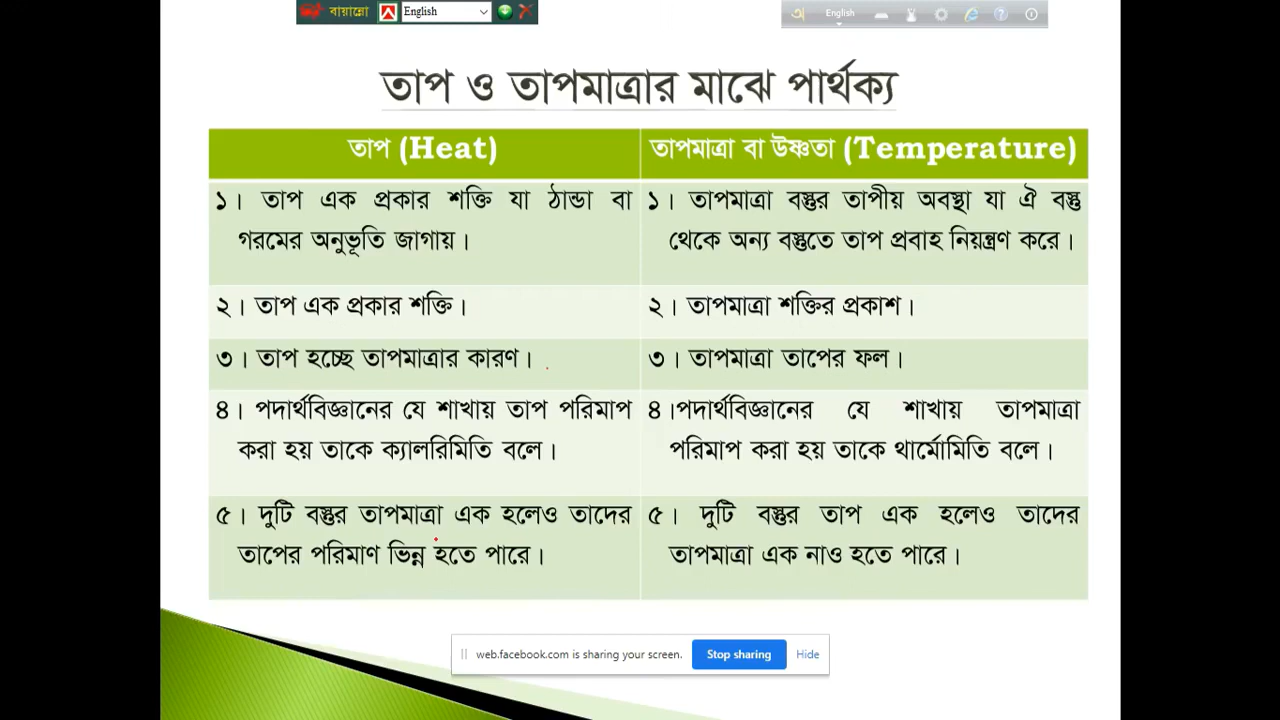 বায়ান্নো
English
অ
English
তাপ ও তাপমাত্রার মাঝে পার্থক্য
তাপ (Heat)
তাপমাত্রা বা উষ্ণতা (Temperature)
১। তাপ এক প্রকার শক্তি যা ঠান্ডা বা
গরমের অনুভূতি জাগায়।
১। তাপমাত্রা বস্তুর তাপীয় অবস্থা যা ঐ বস্তু
থেকে অন্য বস্তুতে তাপ প্রবাহ নিয়ন্ত্রণ করে।
২। তাপ এক প্রকার শক্তি।
২। তাপমাত্রা শক্তির প্রকাশ।
৩। তাপ হচ্ছে তাপমাত্রার কারণ।
৩। তাপমাত্রা তাপের ফল।
৪। পদার্থবিজ্ঞানের যে শাখায় তাপ পরিমাপ
করা হয় তাকে ক্যালরিমিতি বলে।
৪।পদার্থবিজ্ঞানের যে শাখায় তাপমাত্রা
পরিমাপ করা হয় তাকে থার্মোমিতি বলে।
৫। দুটি বস্তুর তাপমাত্রা এক হলেও তাদের
তাপের পরিমাণ ভিন্ন হতে পারে।
৫। দুটি বস্তুর তাপ এক হলেও তাদের
তাপমাত্রা এক নাও হতে পারে।
web.facebook.com is sharing your screen.
Stop sharing
Hide